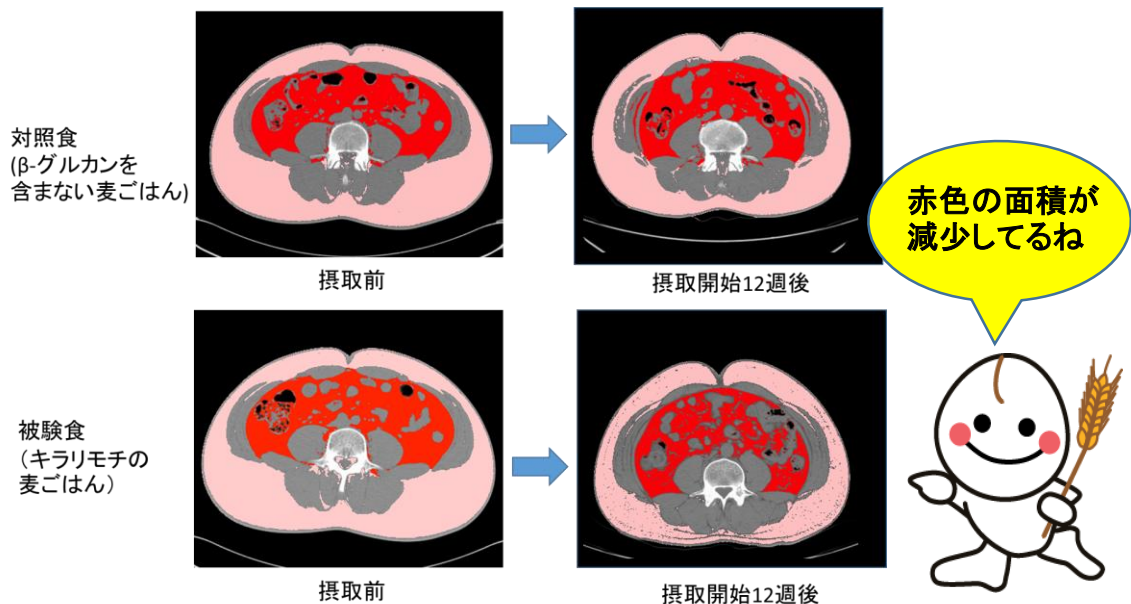 対照食
(β-グルカンを
含まない麦ごはん)
摂取前
摂取開始12週後
赤色の面積が
減少してるね
被験食
（キラリモチの
麦ごはん）
摂取前
摂取開始12週後